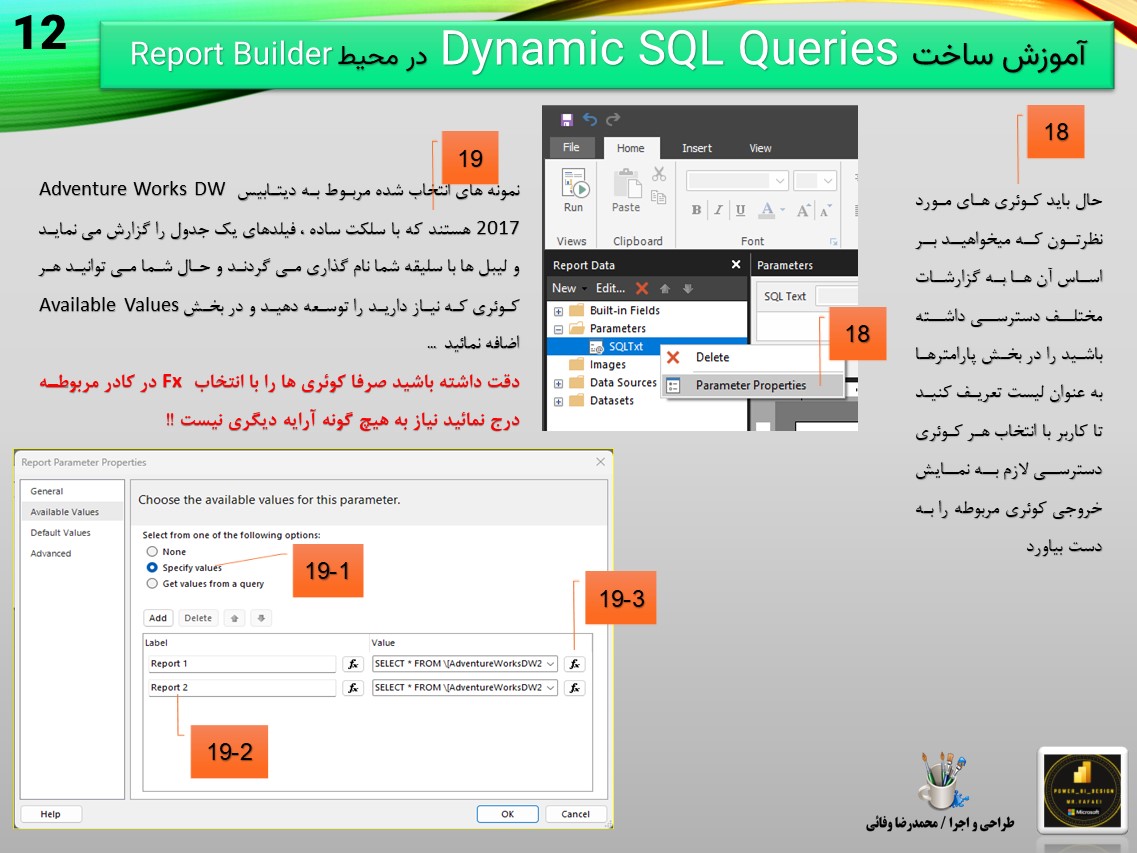 12
آموزش ساخت Dynamic SQL Queries در محیط Report Builder
18
حال باید کوئری های مورد
نظرتون که میخواهید بر
اساس آن ها به گزارشات
مختلف دسترسی داشته
باشید را در بخش پارامترها
به عنوان لیست تعریف کنید
تا کاربر با انتخاب هر کوئری
دسترسی لازم به نمایش
خروجی کوئری مربوطه را به
دست بیاورد
File Home Insert View
Run
Paste
B I U A A A
Views Clipboard Font
Report Data
Parameters
New Edit...
SQL Text
Built-in Fields
Parameters
SQLTxt
Images
Data Sources
Datasets
Delete
Parameter Properties
18
19
نمونه های انتخاب شده مربوط به دیتابیس Adventure Works DW
2017 هستند که با سلکت ساده ، فیلدهای یک جدول را گزارش می نماید
و لیبل ها با سلیقه شما نام گذاری می گردند و حال شما می توانید هر
کوئری که نیاز دارید را توسعه دهید و در بخش Available Values
اضافه نمائید ...
دقت داشته باشید صرفا کوئری ها را با انتخاب Fx در کادر مربوطه
درج نمائید نیاز به هیچ گونه آرایه دیگری نیست !!
Report Parameter Properties
General
Available Values
Default Values
Advanced
Choose the available values for this parameter.
Select from one of the following options:
None
Specify values
Get values from a query
19-1
19-3
Add Delete
Label Value
Report 1 fx SELECT * FROM \[AdventureWorksDW2 fx
Report 2 fx SELECT * FROM \[AdventureWorksDW2 fx
19-2
Help OK Cancel
طراحی و اجرا / محمدرضا وفائی
POWER_BI_DESIGN
Microsoft